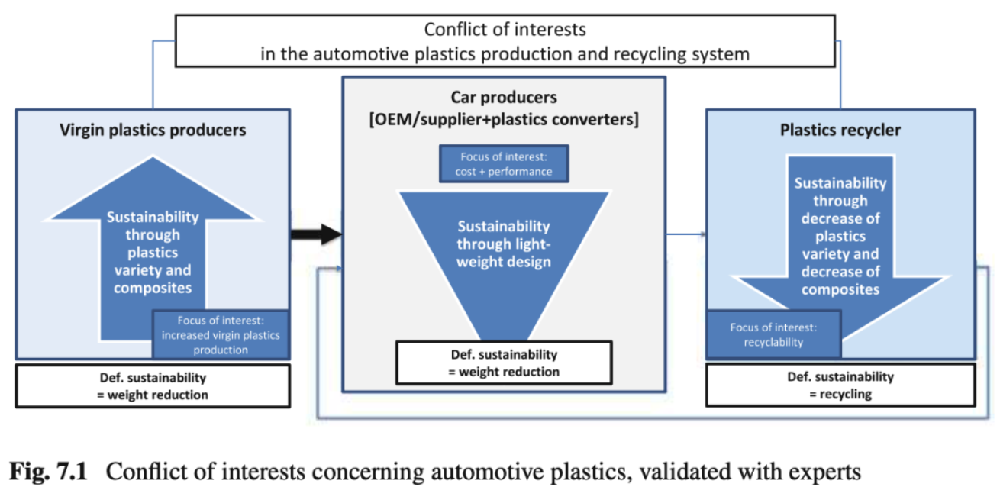 Conflict of interests
in the automotive plastics production and recycling system
Virgin plastics producers
Sustainability
through
plastics
variety and
composites
Focus of interest:
increased virgin plastics
production
Def. sustainability
= weight reduction
Car producers
[OEM/supplier+plastics converters]
Focus of interest:
cost + performance
Sustainability
through light-
weight design
Def. sustainability
= weight reduction
Plastics recycler
Sustainability
through
decrease of
plastics
variety and
decrease of
composites
Focus of interest:
recyclability
Def. sustainability
= recycling
Fig. 7.1 Conflict of interests concerning automotive plastics, validated with experts